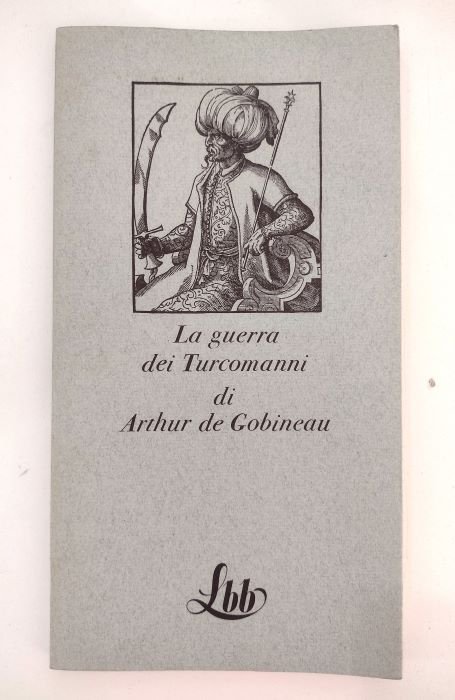 La guerra
dei Turcomanni
di
Arthur de Gobineau
Lbb